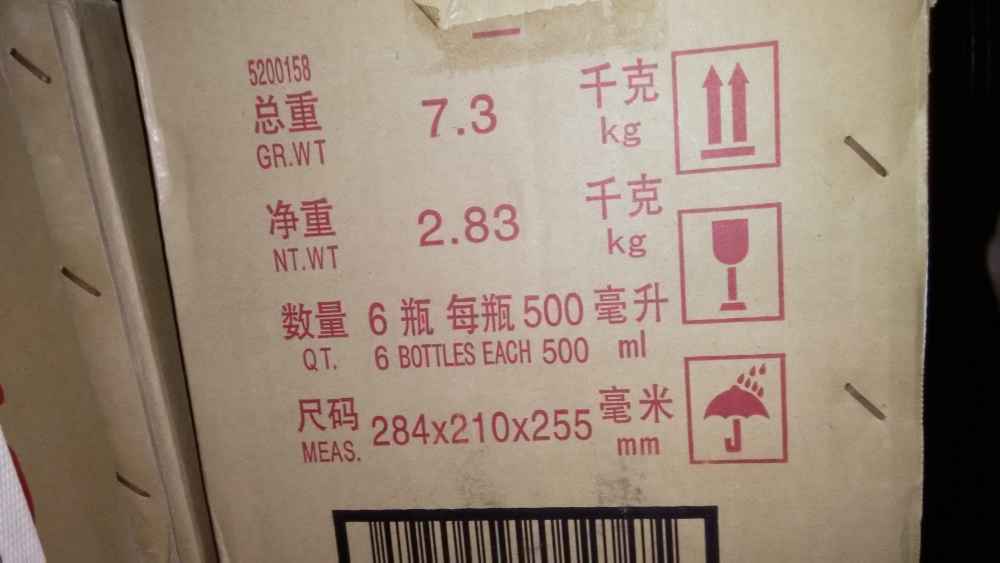 5200158
总重 7.3 千克
GR.WT kg
净重 2.83 千克
NT.WT kg
数量 6 瓶 每瓶 500 毫升
QT. 6 BOTTLES EACH 500 ml
尺码 284x210x255 毫米
MEAS. mm